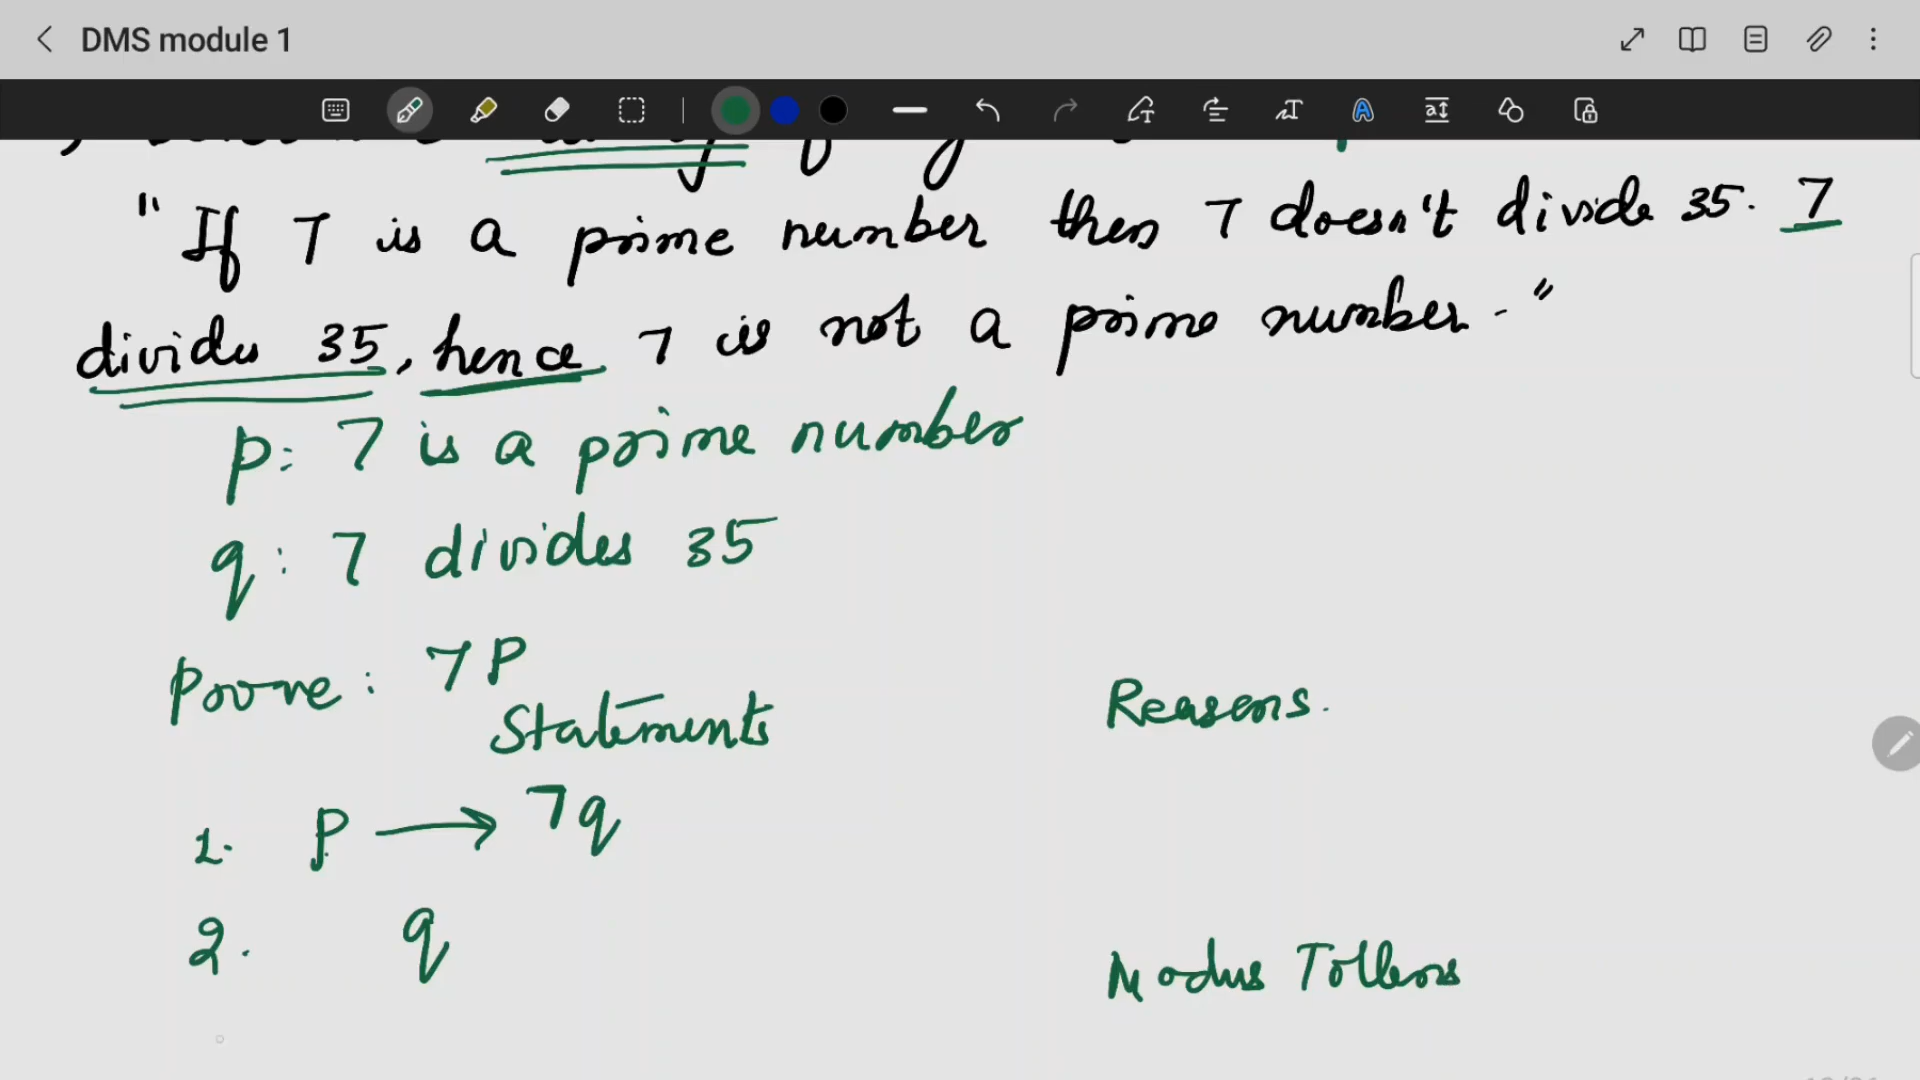 DMS module 1
"If 7 is a prime number then 7 doesn't divide 35. 7
divides 35, hence 7 is not a prime number."
p: 7 is a prime number
q: 7 divides 35
Prove: ¬p
Statements Reasons.
1. p → ¬q
2. q Modus Tollens